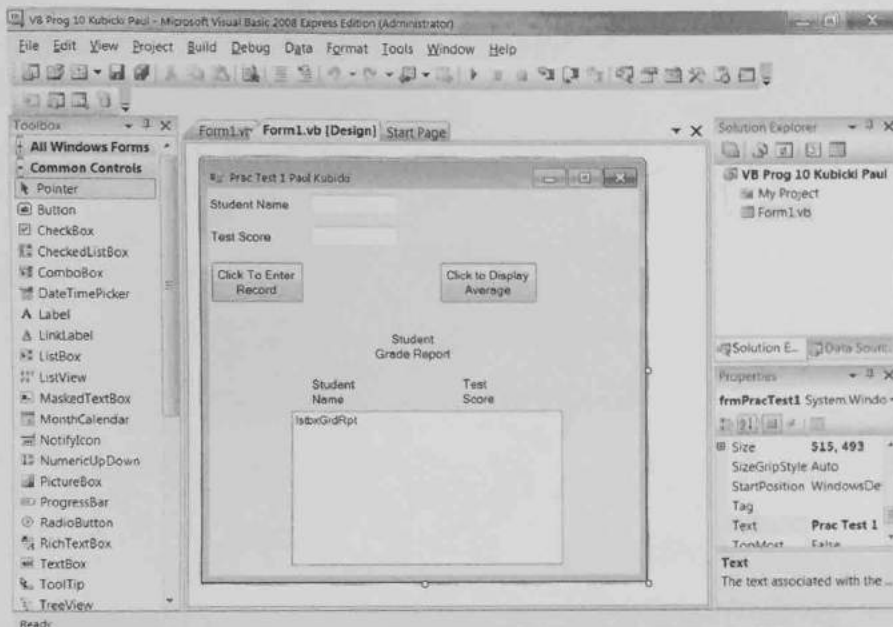 VB Prog 10 Kubicki Paul - Microsoft Visual Basic 2008 Express Edition (Administrator)
File Edit View Project Build Debug Data Format Tools Window Help
Toolbox
All Windows Forms
Common Controls
Pointer
Button
CheckBox
CheckedListBox
ComboBox
DateTimePicker
Label
LinkLabel
ListBox
ListView
MaskedTextBox
MonthCalendar
NotifyIcon
NumericUpDown
PictureBox
ProgressBar
RadioButton
RichTextBox
TextBox
ToolTip
TreeView
Form1.vb Form1.vb [Design] Start Page
Prac Test 1 Paul Kubicki
Student Name
Test Score
Click To Enter
Record
Click to Display
Average
Student
Grade Report
Student
Name
Test
Score
lstbxGrdRpt
Solution Explorer
VB Prog 10 Kubicki Paul
My Project
Form1.vb
Solution E... Data Sourc...
Properties
frmPracTest1 System.Windo
Size 515, 493
SizeGripStyle Auto
StartPosition WindowsDe
Tag
Text Prac Test 1
TopMost False
Text
The text associated with the ...
Ready